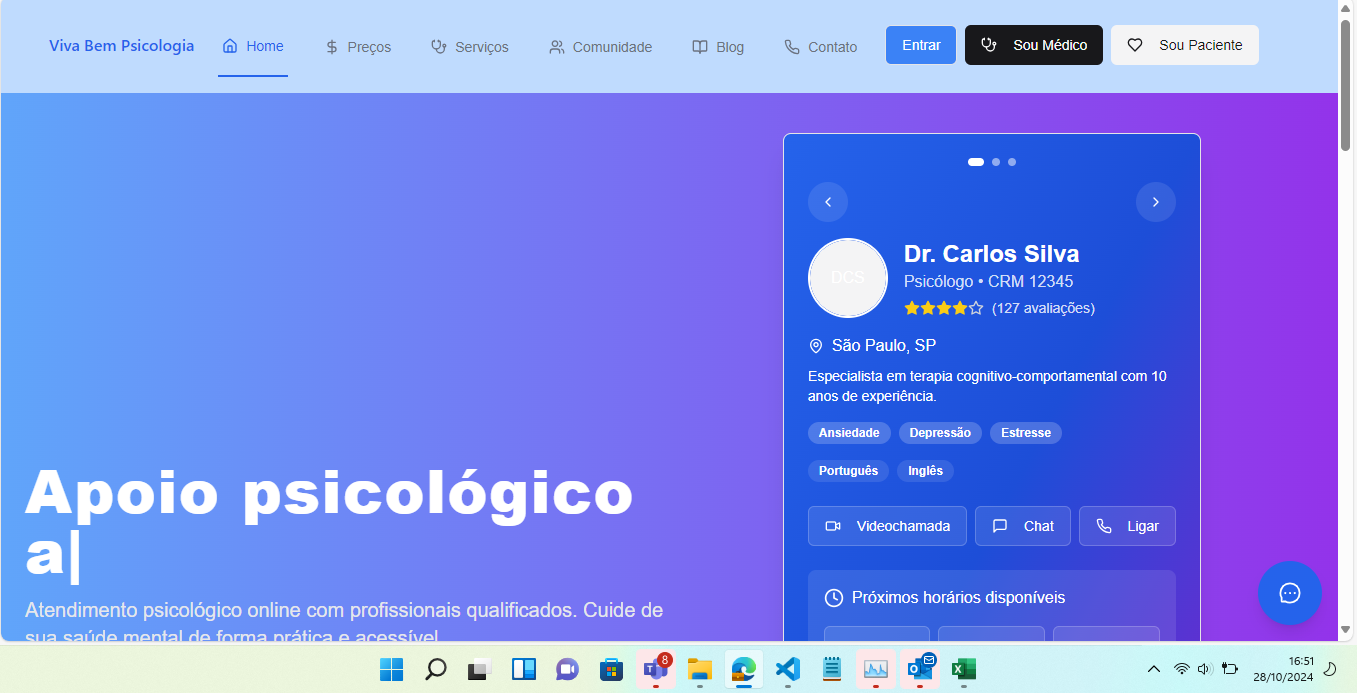 Viva Bem Psicologia Home Preços Serviços Comunidade Blog Contato Entrar Sou Médico Sou Paciente
DCS
Dr. Carlos Silva
Psicólogo • CRM 12345
(127 avaliações)
São Paulo, SP
Especialista em terapia cognitivo-comportamental com 10
anos de experiência.
Ansiedade Depressão Estresse
Português Inglês
Videochamada Chat Ligar
Próximos horários disponíveis
Apoio psicológico
a|
Atendimento psicológico online com profissionais qualificados. Cuide de
sua saúde mental de forma prática e acessível
8
16:51
28/10/2024